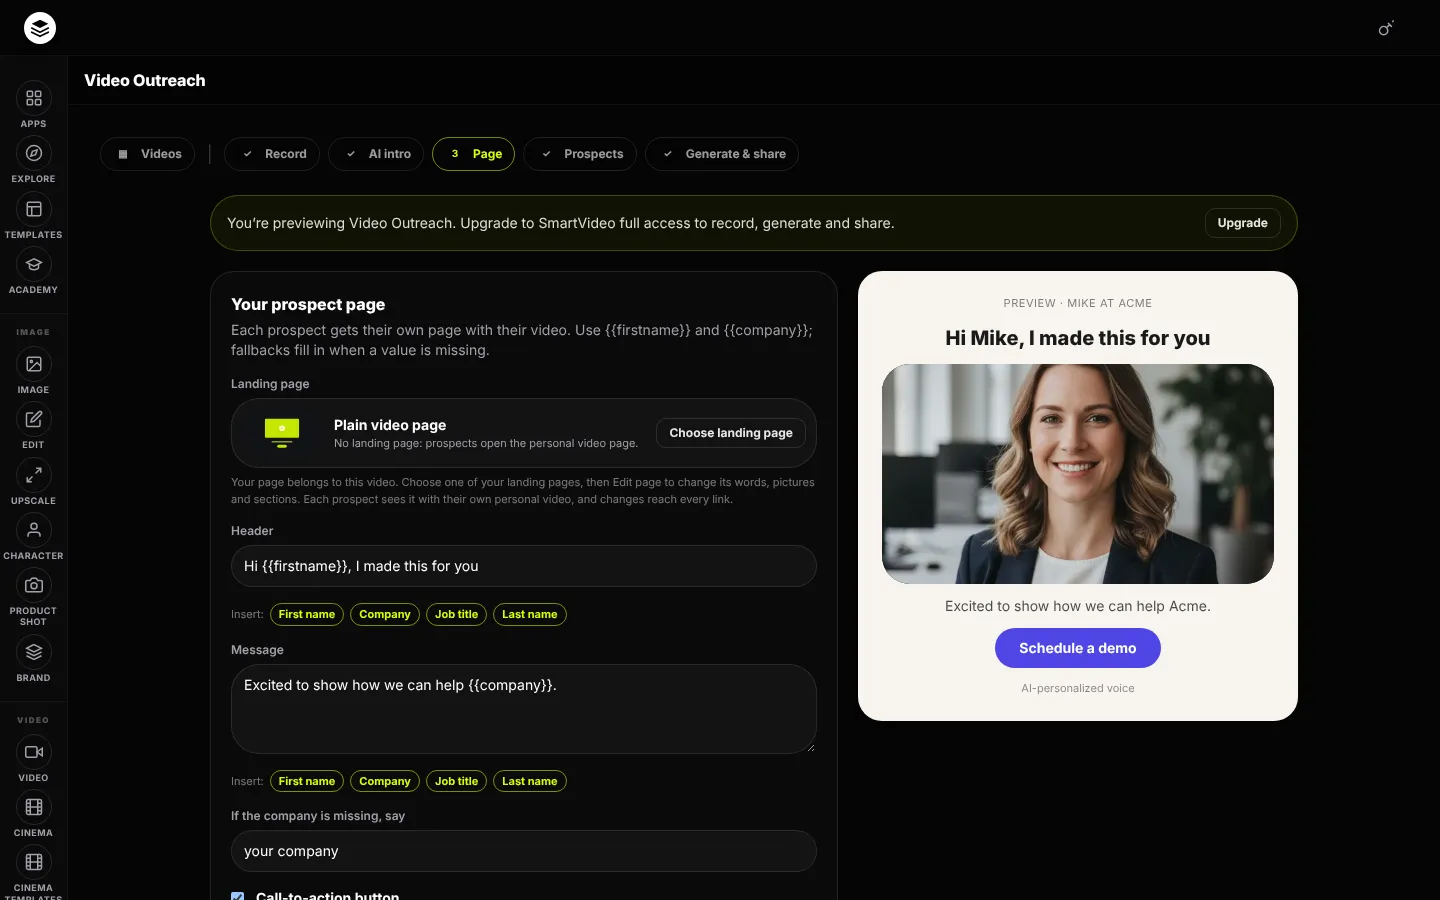 Video Outreach
APPS
EXPLORE
TEMPLATES
ACADEMY
IMAGE
IMAGE
EDIT
UPSCALE
CHARACTER
PRODUCT
SHOT
BRAND
VIDEO
VIDEO
CINEMA
CINEMA
TEMPLATES
Videos
Record
AI intro
3 Page
Prospects
Generate & share
You’re previewing Video Outreach. Upgrade to SmartVideo full access to record, generate and share.
Upgrade
Your prospect page
Each prospect gets their own page with their video. Use {{firstname}} and {{company}};
fallbacks fill in when a value is missing.
Landing page
Plain video page
No landing page: prospects open the personal video page.
Choose landing page
Your page belongs to this video. Choose one of your landing pages, then Edit page to change its words, pictures
and sections. Each prospect sees it with their own personal video, and changes reach every link.
Header
Hi {{firstname}}, I made this for you
Insert: First name Company Job title Last name
Message
Excited to show how we can help {{company}}.
Insert: First name Company Job title Last name
If the company is missing, say
your company
Call-to-action button
PREVIEW · MIKE AT ACME
Hi Mike, I made this for you
Excited to show how we can help Acme.
Schedule a demo
AI-personalized voice